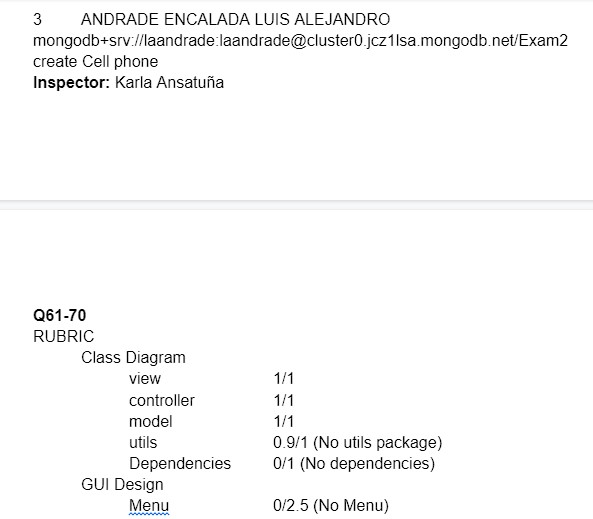 3 ANDRADE ENCALADA LUIS ALEJANDRO
mongodb+srv://laandrade:laandrade@cluster0.jcz1lsa.mongodb.net/Exam2
create Cell phone
Inspector: Karla Ansatuña
Q61-70
RUBRIC
Class Diagram
view 1/1
controller 1/1
model 1/1
utils 0.9/1 (No utils package)
Dependencies 0/1 (No dependencies)
GUI Design
Menu 0/2.5 (No Menu)